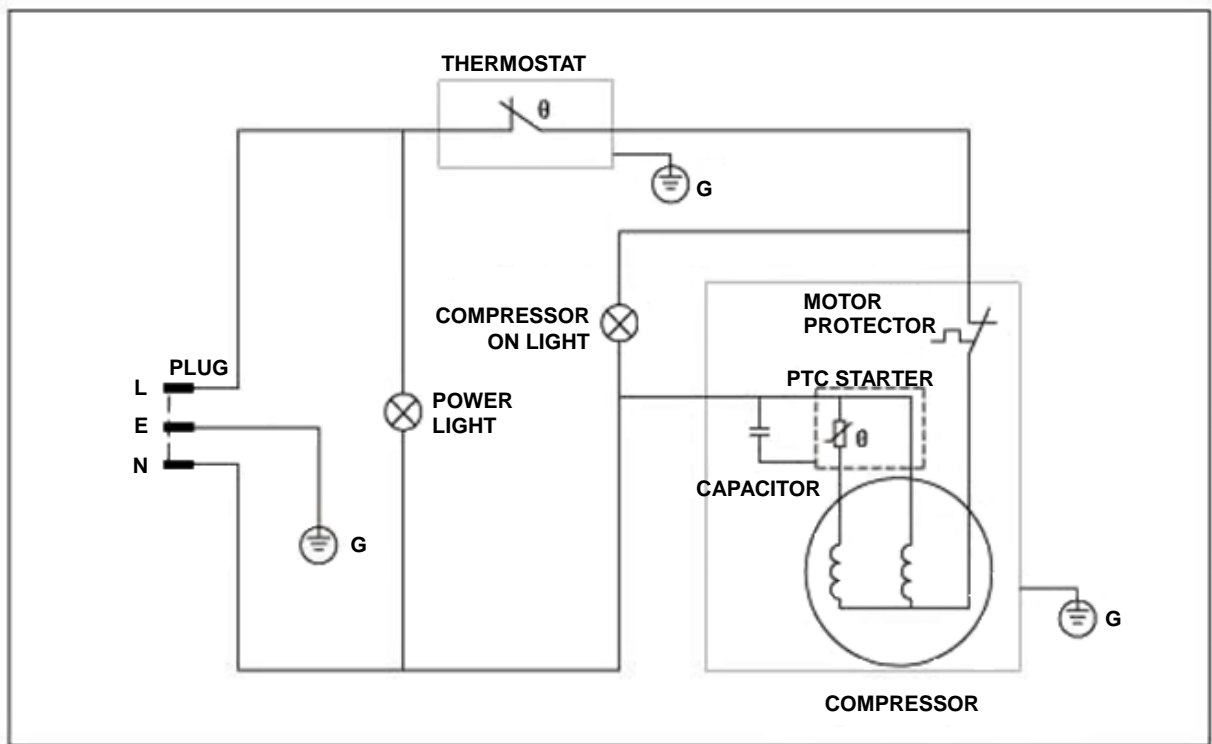 THERMOSTAT
θ
G
COMPRESSOR
ON LIGHT
MOTOR
PROTECTOR
PLUG
L
E
N
POWER
LIGHT
PTC STARTER
θ
CAPACITOR
G
G
COMPRESSOR